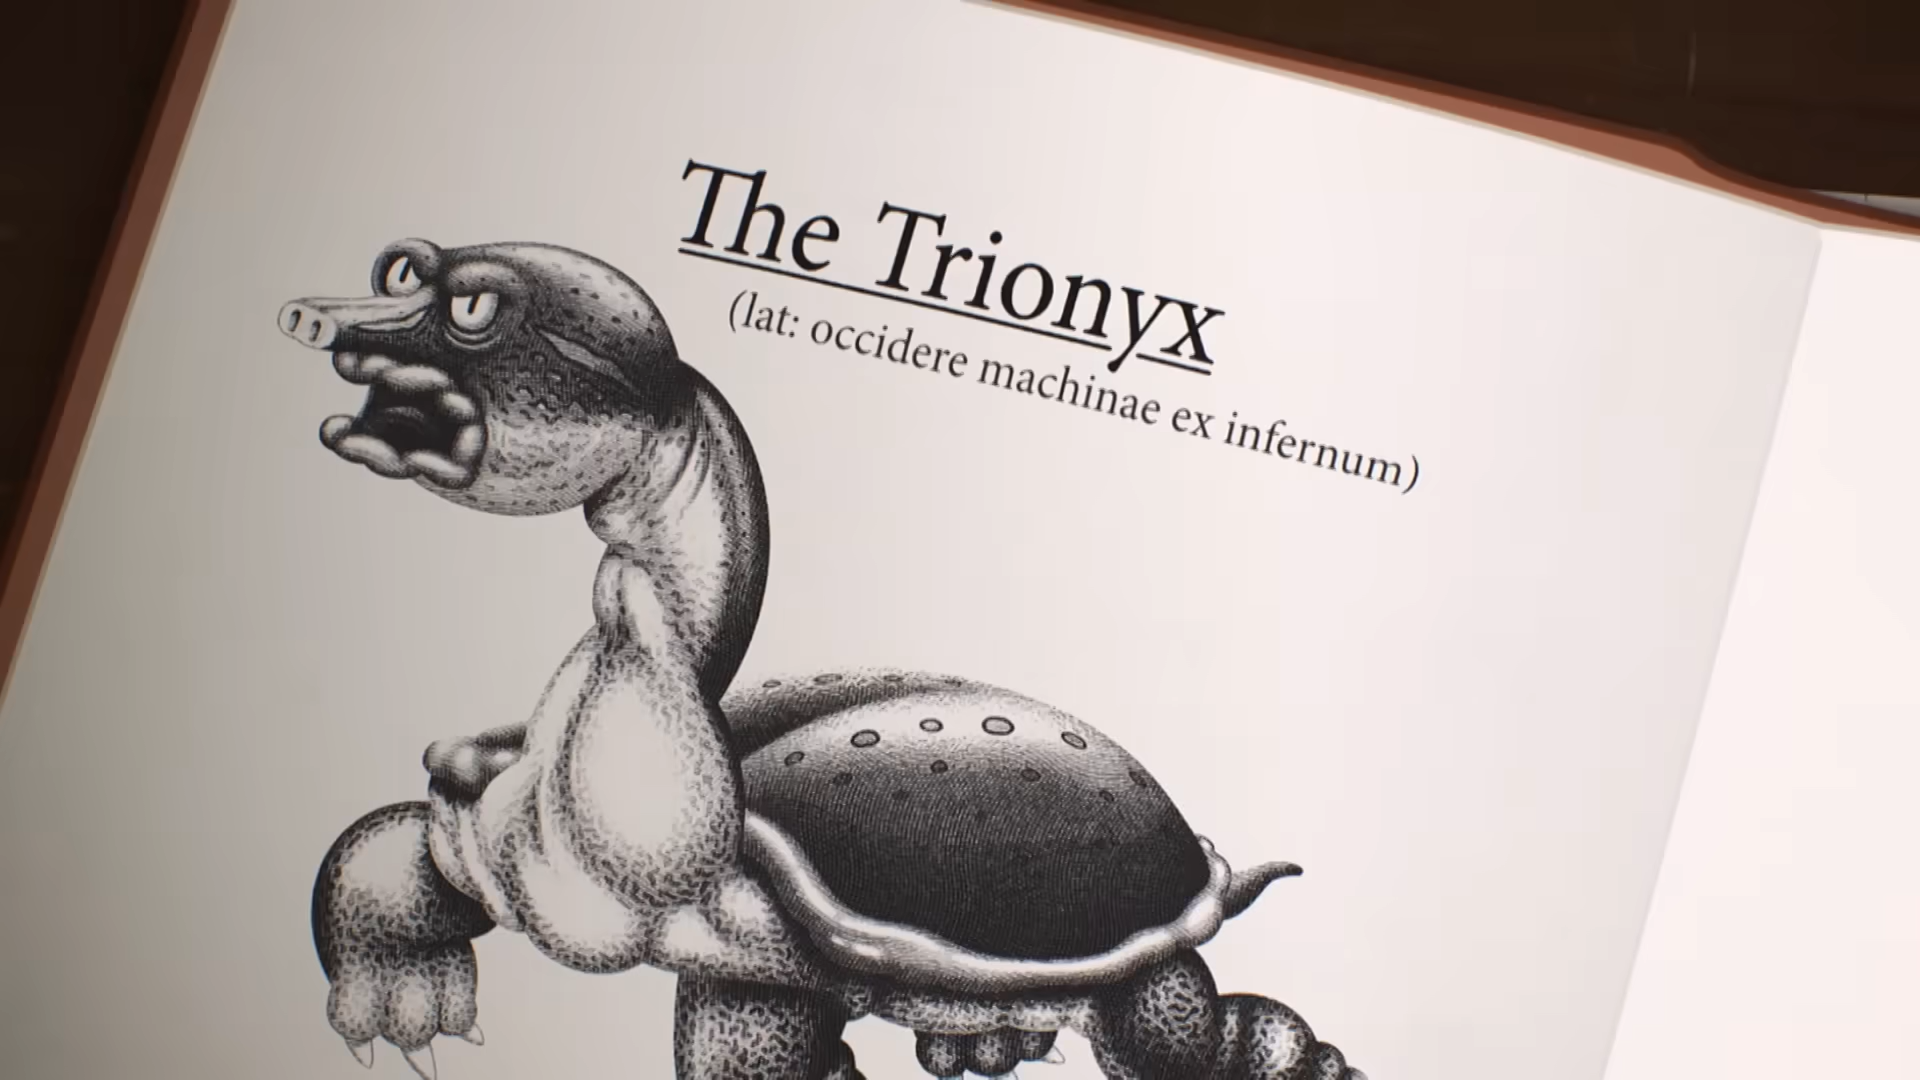 The Trionyx
(lat: occidere machinae ex infernum)